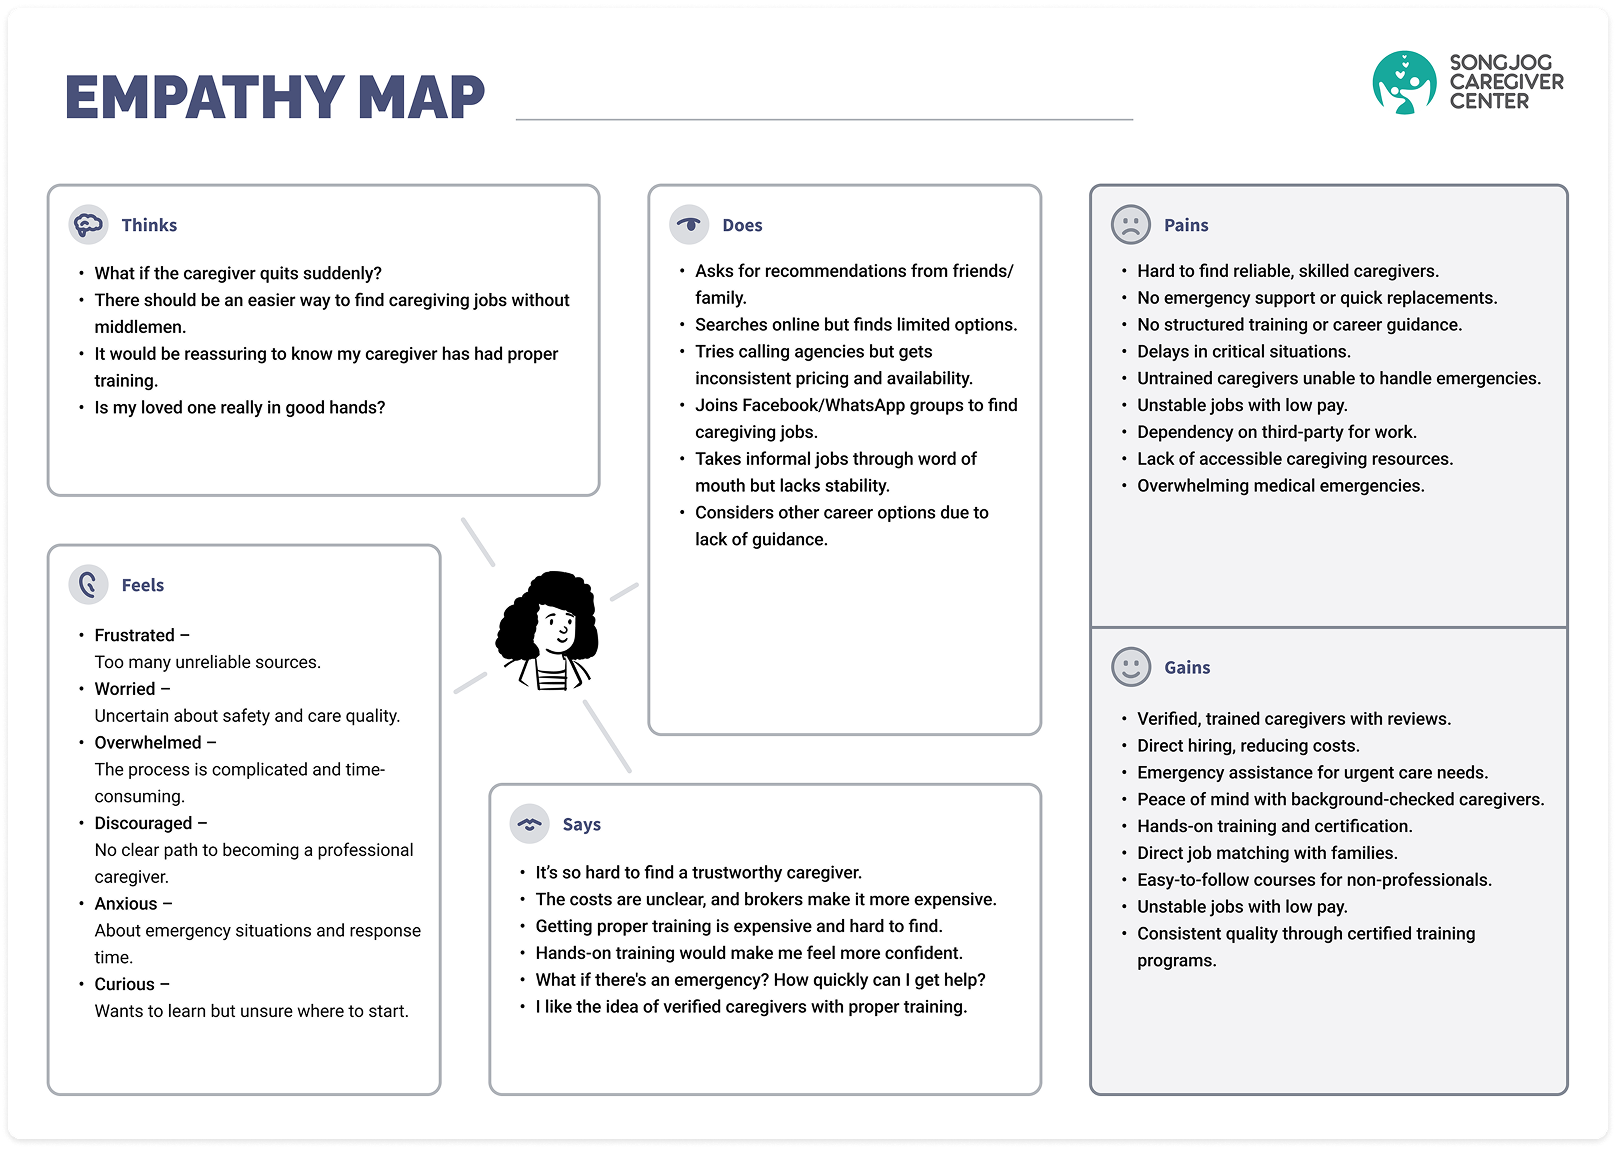 EMPATHY MAP
SONGJOG
CAREGIVER
CENTER
Thinks
• What if the caregiver quits suddenly?
• There should be an easier way to find caregiving jobs without
middlemen.
• It would be reassuring to know my caregiver has had proper
training.
• Is my loved one really in good hands?
Feels
• Frustrated –
Too many unreliable sources.
• Worried –
Uncertain about safety and care quality.
• Overwhelmed –
The process is complicated and time-
consuming.
• Discouraged –
No clear path to becoming a professional
caregiver.
• Anxious –
About emergency situations and response
time.
• Curious –
Wants to learn but unsure where to start.
Does
• Asks for recommendations from friends/
family.
• Searches online but finds limited options.
• Tries calling agencies but gets
inconsistent pricing and availability.
• Joins Facebook/WhatsApp groups to find
caregiving jobs.
• Takes informal jobs through word of
mouth but lacks stability.
• Considers other career options due to
lack of guidance.
Says
• It’s so hard to find a trustworthy caregiver.
• The costs are unclear, and brokers make it more expensive.
• Getting proper training is expensive and hard to find.
• Hands-on training would make me feel more confident.
• What if there's an emergency? How quickly can I get help?
• I like the idea of verified caregivers with proper training.
Pains
• Hard to find reliable, skilled caregivers.
• No emergency support or quick replacements.
• No structured training or career guidance.
• Delays in critical situations.
• Untrained caregivers unable to handle emergencies.
• Unstable jobs with low pay.
• Dependency on third-party for work.
• Lack of accessible caregiving resources.
• Overwhelming medical emergencies.
Gains
• Verified, trained caregivers with reviews.
• Direct hiring, reducing costs.
• Emergency assistance for urgent care needs.
• Peace of mind with background-checked caregivers.
• Hands-on training and certification.
• Direct job matching with families.
• Easy-to-follow courses for non-professionals.
• Unstable jobs with low pay.
• Consistent quality through certified training
programs.